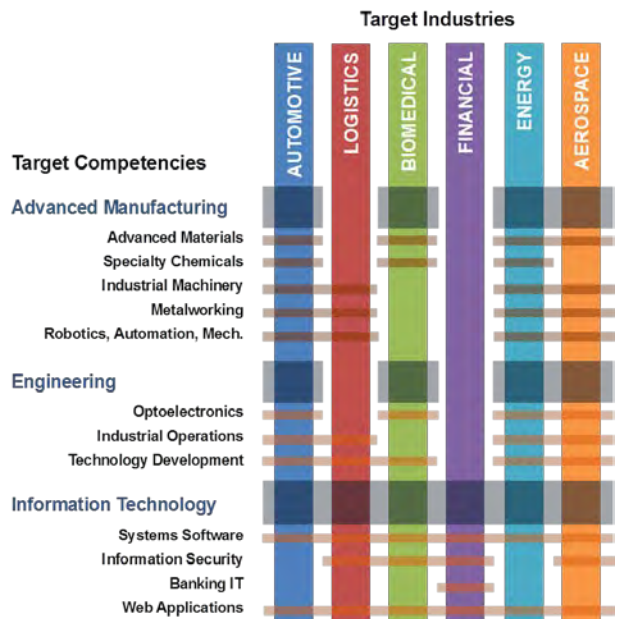 Target Industries
AUTOMOTIVE
LOGISTICS
BIOMEDICAL
FINANCIAL
ENERGY
AEROSPACE
Target Competencies
Advanced Manufacturing
Advanced Materials
Specialty Chemicals
Industrial Machinery
Metalworking
Robotics, Automation, Mech.
Engineering
Optoelectronics
Industrial Operations
Technology Development
Information Technology
Systems Software
Information Security
Banking IT
Web Applications